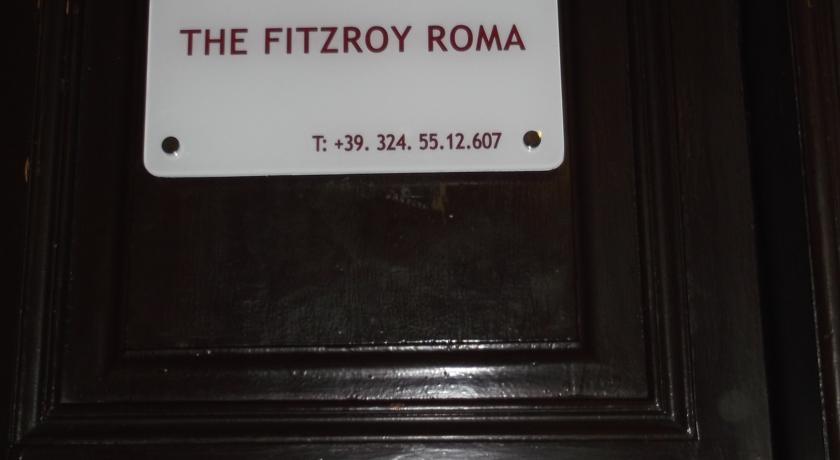 THE FITZROY ROMA
T: +39. 324. 55.12.607